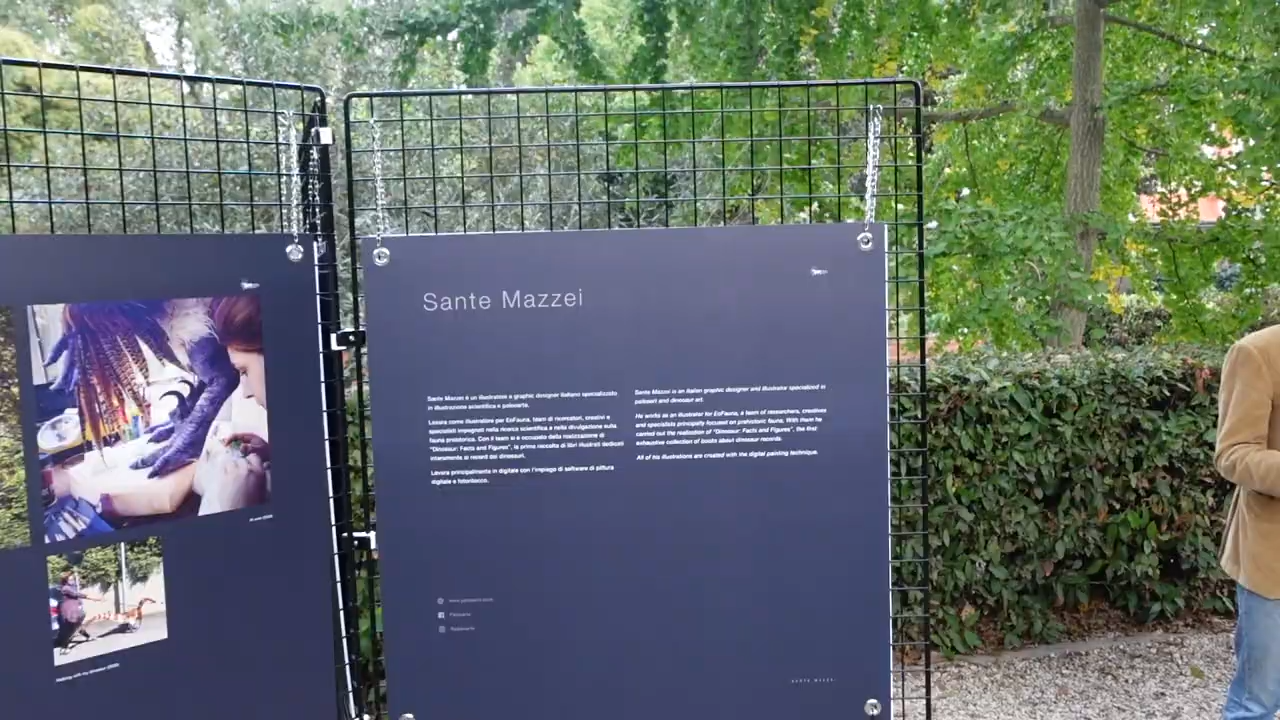 Sante Mazzei
Sante Mazzei è un illustratore e graphic designer italiano specializzato
in illustrazione scientifica e paleoarte.
Lavora come illustratore per EoFauna, team di ricercatori, creativi e
specialisti impegnati nella ricerca scientifica e nella divulgazione sulla
fauna preistorica. Con il team si è occupato della realizzazione di
"Dinosaur: Facts and Figures", la prima raccolta di libri illustrati dedicati
interamente ai record dei dinosauri.
Lavora principalmente in digitale con l'impiego di software di pittura
digitale e fotoritocco.
Sante Mazzei is an Italian graphic designer and illustrator specialized in
paleoart and dinosaur art.
He works as an illustrator for EoFauna, a team of researchers, creatives
and specialists principally focused on prehistoric fauna. With them he
carried out the realization of "Dinosaur: Facts and Figures", the first
exhaustive collection of books about dinosaur records.
All of his illustrations are created with the digital painting technique.
Walking with my dinosaur
SANTE MAZZEI